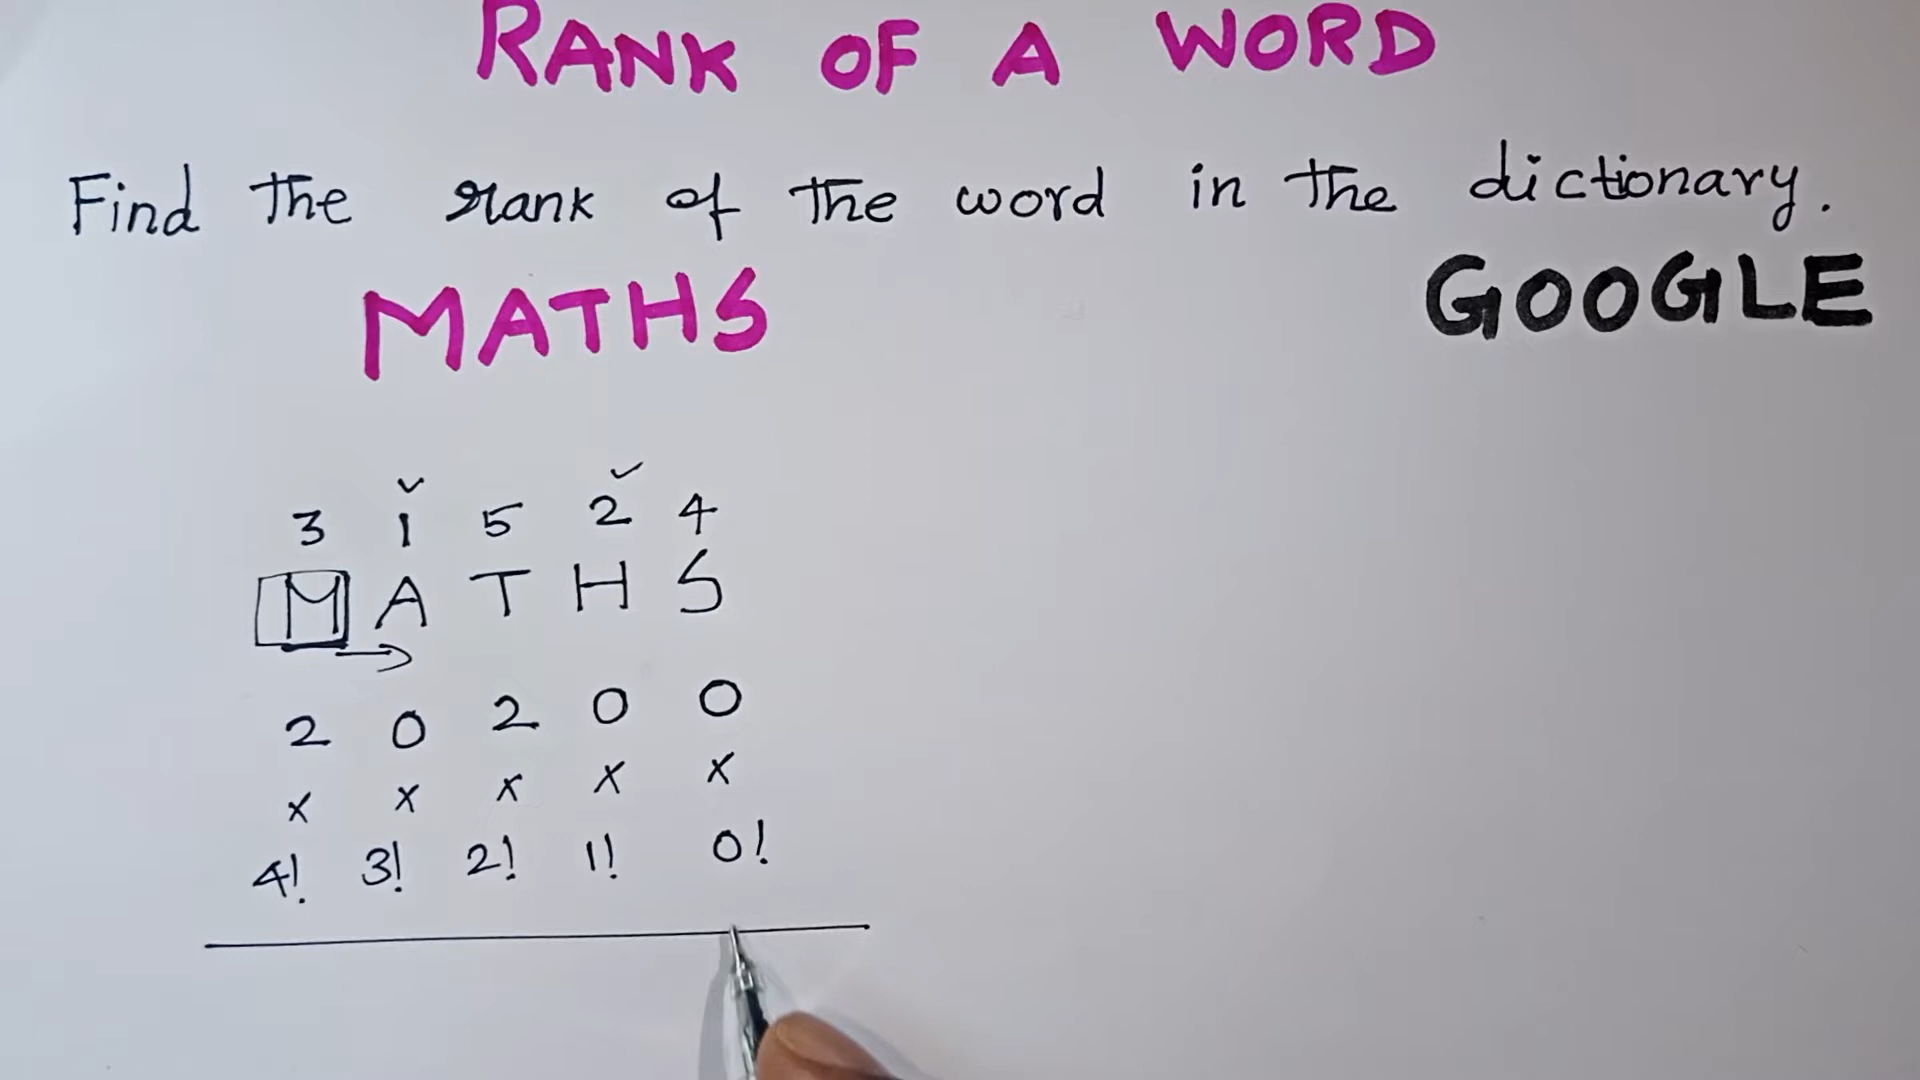 RANK OF A WORD
Find the rank of the word in the dictionary.
MATHS GOOGLE
3 1 5 2 4
M A T H S
2 0 2 0 0
x x x x x
4! 3! 2! 1! 0!